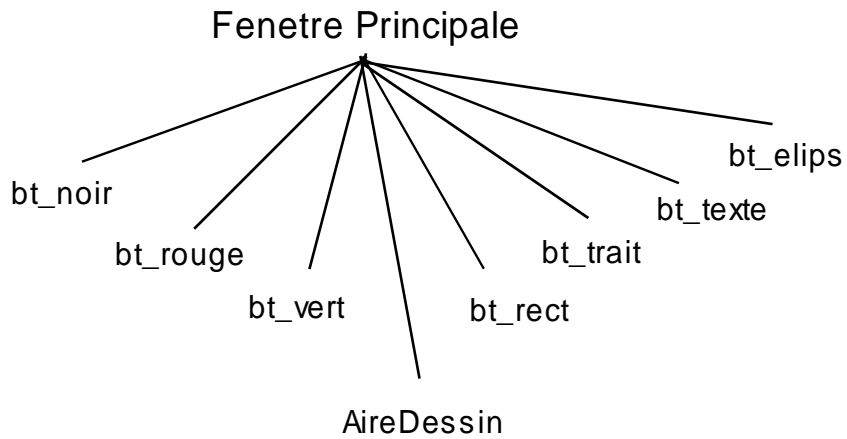 Fenetre Principale
bt_elips
bt_noir
bt_texte
bt_rouge
bt_trait
bt_vert
bt_rect
AireDessin